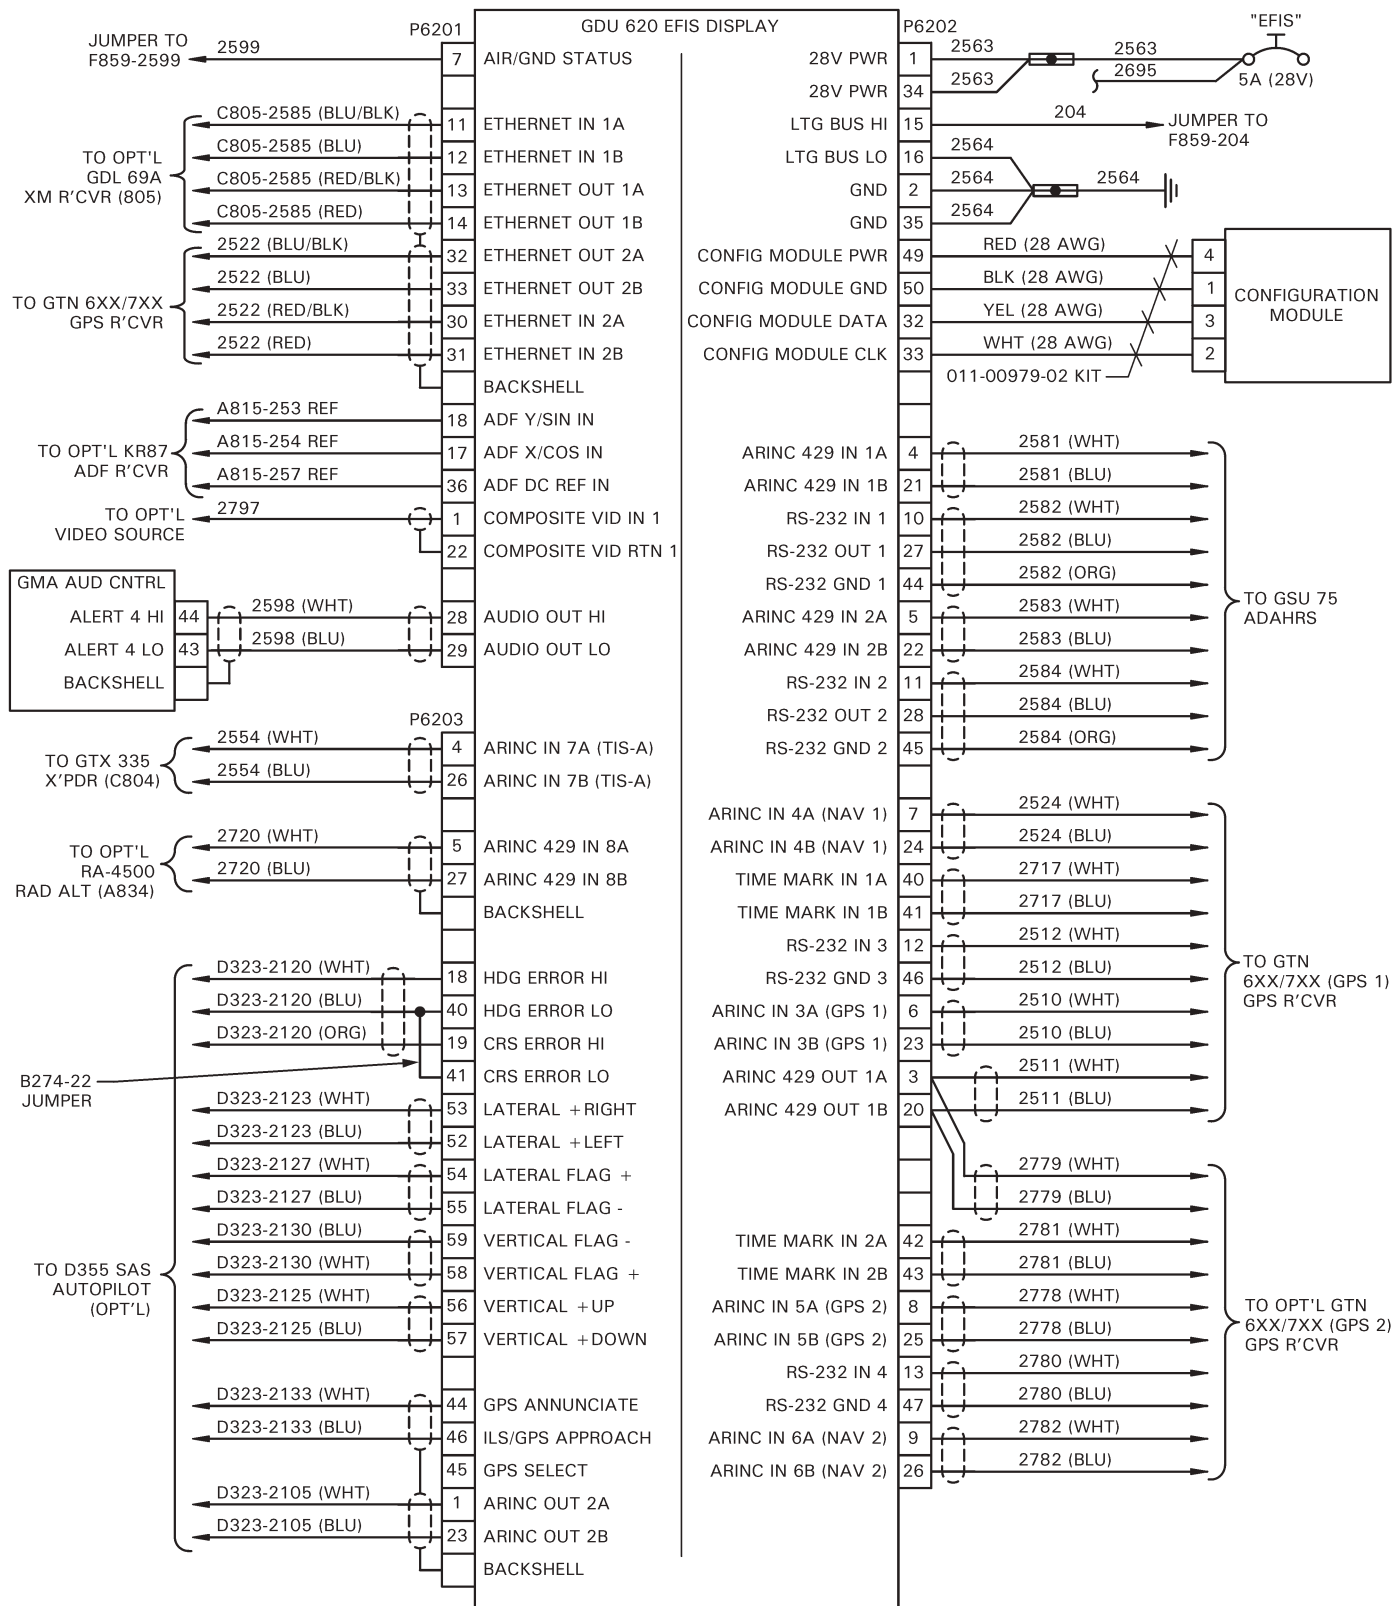 GDU 620 EFIS DISPLAY
P6201
JUMPER TO
F859-2599
2599
7 AIR/GND STATUS
TO OPT'L
GDL 69A
XM R'CVR (805)
C805-2585 (BLU/BLK) 11 ETHERNET IN 1A
C805-2585 (BLU) 12 ETHERNET IN 1B
C805-2585 (RED/BLK) 13 ETHERNET OUT 1A
C805-2585 (RED) 14 ETHERNET OUT 1B
TO GTN 6XX/7XX
GPS R'CVR
2522 (BLU/BLK) 32 ETHERNET OUT 2A
2522 (BLU) 33 ETHERNET OUT 2B
2522 (RED/BLK) 30 ETHERNET IN 2A
2522 (RED) 31 ETHERNET IN 2B
BACKSHELL
TO OPT'L KR87
ADF R'CVR
A815-253 REF 18 ADF Y/SIN IN
A815-254 REF 17 ADF X/COS IN
A815-257 REF 36 ADF DC REF IN
TO OPT'L
VIDEO SOURCE
2797 1 COMPOSITE VID IN 1
22 COMPOSITE VID RTN 1
GMA AUD CNTRL
ALERT 4 HI 44 2598 (WHT) 28 AUDIO OUT HI
ALERT 4 LO 43 2598 (BLU) 29 AUDIO OUT LO
BACKSHELL
P6203
TO GTX 335
X'PDR (C804)
2554 (WHT) 4 ARINC IN 7A (TIS-A)
2554 (BLU) 26 ARINC IN 7B (TIS-A)
TO OPT'L
RA-4500
RAD ALT (A834)
2720 (WHT) 5 ARINC 429 IN 8A
2720 (BLU) 27 ARINC 429 IN 8B
BACKSHELL
D323-2120 (WHT) 18 HDG ERROR HI
D323-2120 (BLU) 40 HDG ERROR LO
D323-2120 (ORG) 19 CRS ERROR HI
41 CRS ERROR LO
B274-22
JUMPER
D323-2123 (WHT) 53 LATERAL +RIGHT
D323-2123 (BLU) 52 LATERAL +LEFT
D323-2127 (WHT) 54 LATERAL FLAG +
D323-2127 (BLU) 55 LATERAL FLAG -
D323-2130 (BLU) 59 VERTICAL FLAG -
D323-2130 (WHT) 58 VERTICAL FLAG +
TO D355 SAS
AUTOPILOT
(OPT'L)
D323-2125 (WHT) 56 VERTICAL +UP
D323-2125 (BLU) 57 VERTICAL +DOWN
D323-2133 (WHT) 44 GPS ANNUNCIATE
D323-2133 (BLU) 46 ILS/GPS APPROACH
45 GPS SELECT
D323-2105 (WHT) 1 ARINC OUT 2A
D323-2105 (BLU) 23 ARINC OUT 2B
BACKSHELL
P6202
"EFIS"
5A (28V)
28V PWR 1 2563 2563
2695
28V PWR 34 2563
LTG BUS HI 15 204
JUMPER TO
F859-204
LTG BUS LO 16 2564
GND 2 2564 2564
GND 35 2564
CONFIG MODULE PWR 49 RED (28 AWG) 4
CONFIG MODULE GND 50 BLK (28 AWG) 1
CONFIG MODULE DATA 32 YEL (28 AWG) 3
CONFIG MODULE CLK 33 WHT (28 AWG) 2
CONFIGURATION
MODULE
011-00979-02 KIT
ARINC 429 IN 1A 4 2581 (WHT)
ARINC 429 IN 1B 21 2581 (BLU)
RS-232 IN 1 10 2582 (WHT)
RS-232 OUT 1 27 2582 (BLU)
RS-232 GND 1 44 2582 (ORG)
ARINC 429 IN 2A 5 2583 (WHT)
ARINC 429 IN 2B 22 2583 (BLU)
RS-232 IN 2 11 2584 (WHT)
RS-232 OUT 2 28 2584 (BLU)
RS-232 GND 2 45 2584 (ORG)
TO GSU 75
ADAHRS
ARINC IN 4A (NAV 1) 7 2524 (WHT)
ARINC IN 4B (NAV 1) 24 2524 (BLU)
TIME MARK IN 1A 40 2717 (WHT)
TIME MARK IN 1B 41 2717 (BLU)
RS-232 IN 3 12 2512 (WHT)
RS-232 GND 3 46 2512 (BLU)
ARINC IN 3A (GPS 1) 6 2510 (WHT)
ARINC IN 3B (GPS 1) 23 2510 (BLU)
ARINC 429 OUT 1A 3 2511 (WHT)
ARINC 429 OUT 1B 20 2511 (BLU)
TO GTN
6XX/7XX (GPS 1)
GPS R'CVR
2779 (WHT)
2779 (BLU)
TIME MARK IN 2A 42 2781 (WHT)
TIME MARK IN 2B 43 2781 (BLU)
ARINC IN 5A (GPS 2) 8 2778 (WHT)
ARINC IN 5B (GPS 2) 25 2778 (BLU)
RS-232 IN 4 13 2780 (WHT)
RS-232 GND 4 47 2780 (BLU)
ARINC IN 6A (NAV 2) 9 2782 (WHT)
ARINC IN 6B (NAV 2) 26 2782 (BLU)
TO OPT'L GTN
6XX/7XX (GPS 2)
GPS R'CVR